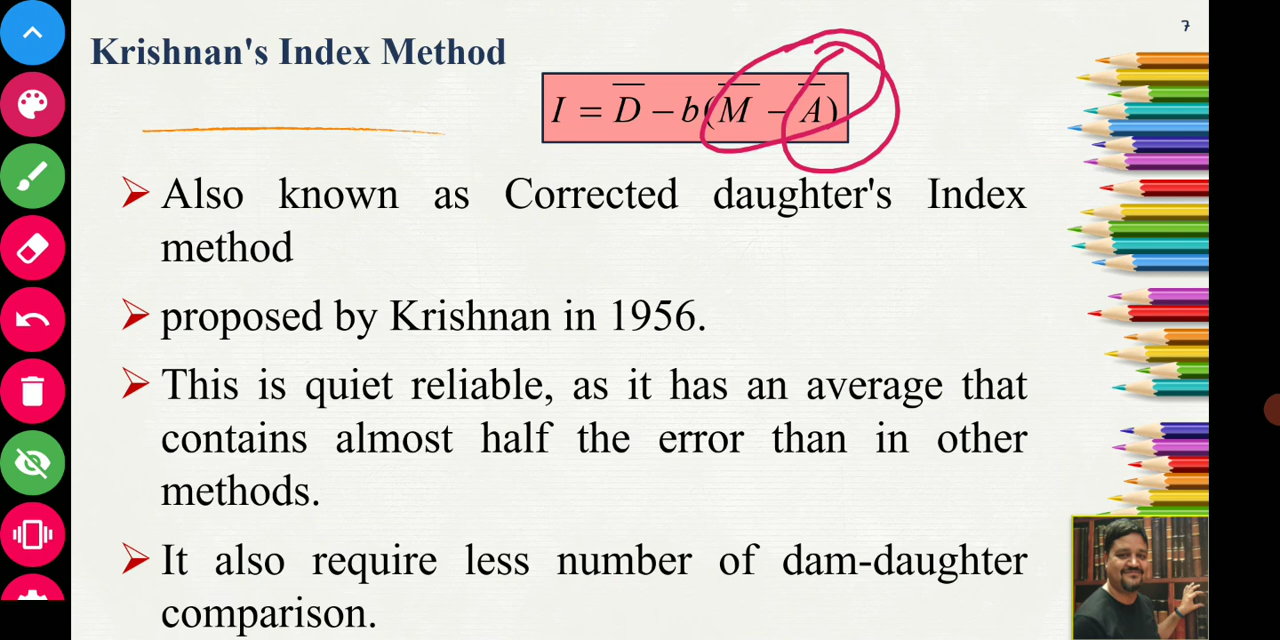 7
Krishnan's Index Method
I = D̅ − b(M̅ − A̅)
Also known as Corrected daughter's Index
method
proposed by Krishnan in 1956.
This is quiet reliable, as it has an average that
contains almost half the error than in other
methods.
It also require less number of dam-daughter
comparison.